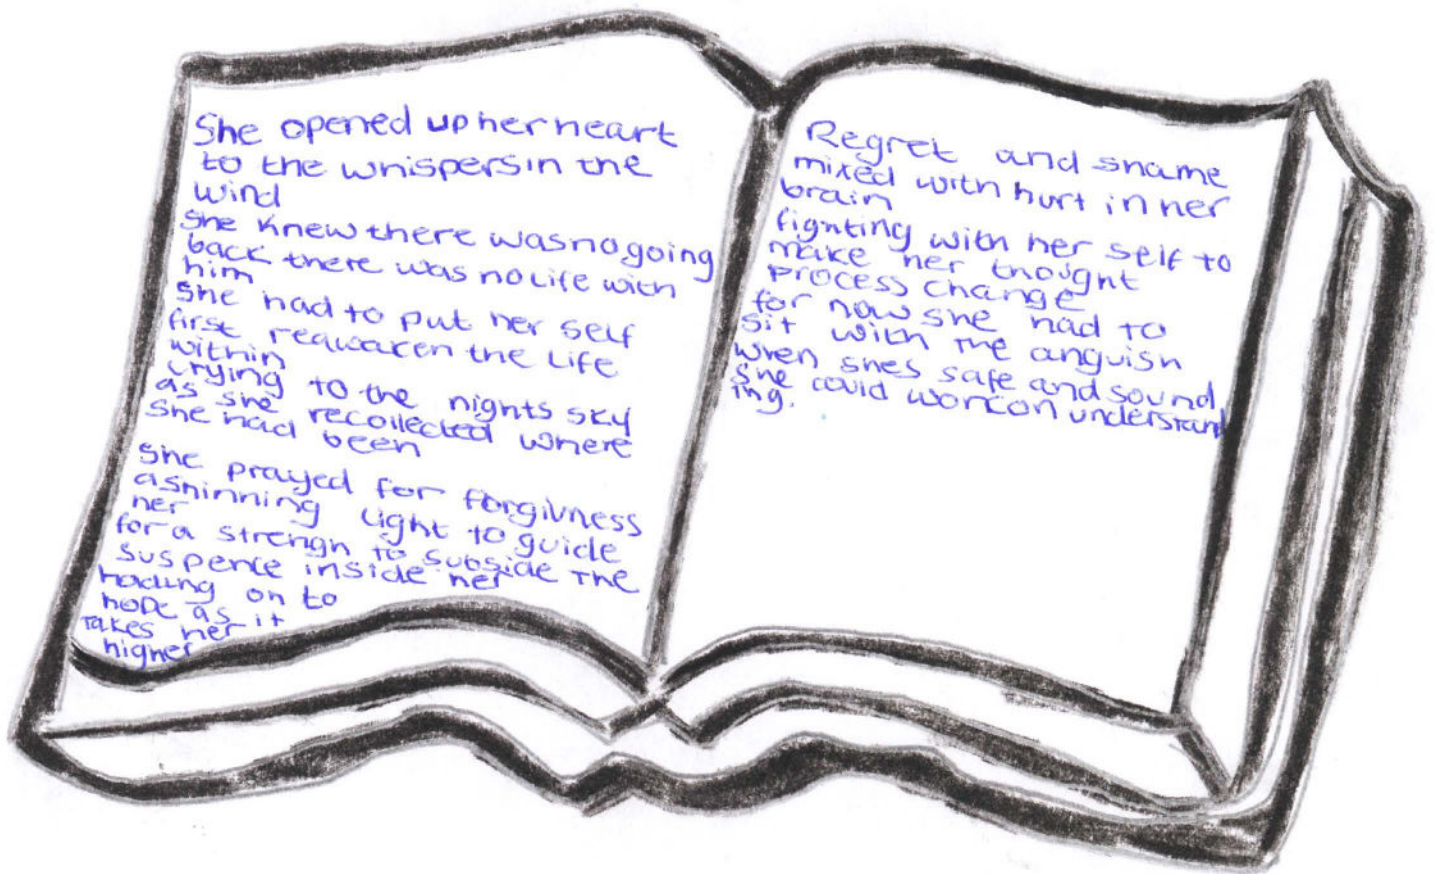 She opened up her heart
to the whispers in the
wind
She knew there was no going
back there was no life with
him
She had to put her self
first reawaken the life
within
crying to the nights sky
as she recollected where
She had been
She prayed for forgivness
a shinning light to guide
her
for a strengh to subside the
suspence inside her
holding on to
hope as it
takes her
higher
Regret and shame
mixed with hurt in her
brain
fighting with her self to
make her thought
process change
for now she had to
sit with the anguish
when shes safe and sound
She could work on understand
ing.